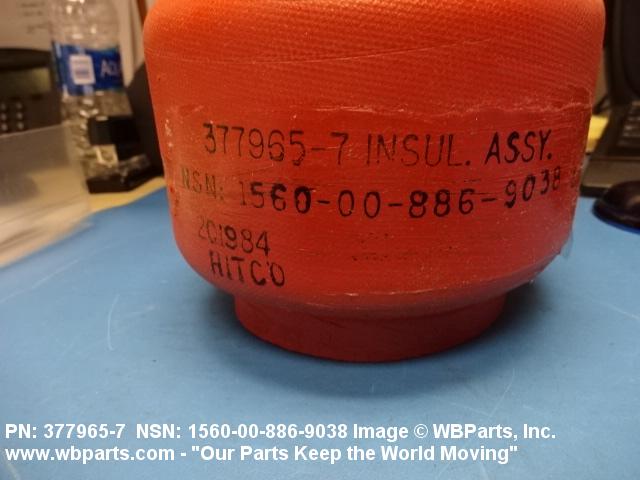 377965-7 INSUL. ASSY.
NSN: 1560-00-886-9038
2C1984
HITCO
PN: 377965-7 NSN: 1560-00-886-9038 Image © WBParts, Inc.
www.wbparts.com - "Our Parts Keep the World Moving"